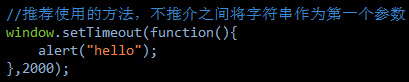 //推荐使用的方法，不推介之间将字符串作为第一个参数
window.setTimeout(function(){
    alert("hello");
},2000);